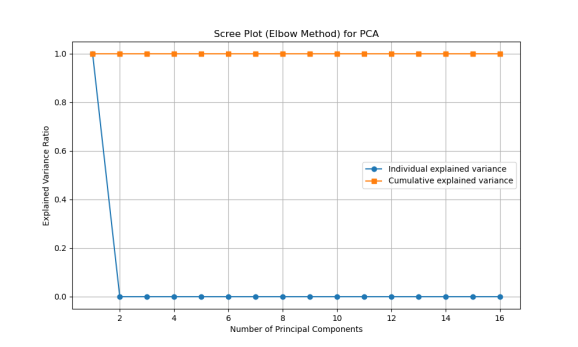 Scree Plot (Elbow Method) for PCA
1.0
0.8
0.6
0.4
0.2
0.0
Explained Variance Ratio
Individual explained variance
Cumulative explained variance
2 4 6 8 10 12 14 16
Number of Principal Components